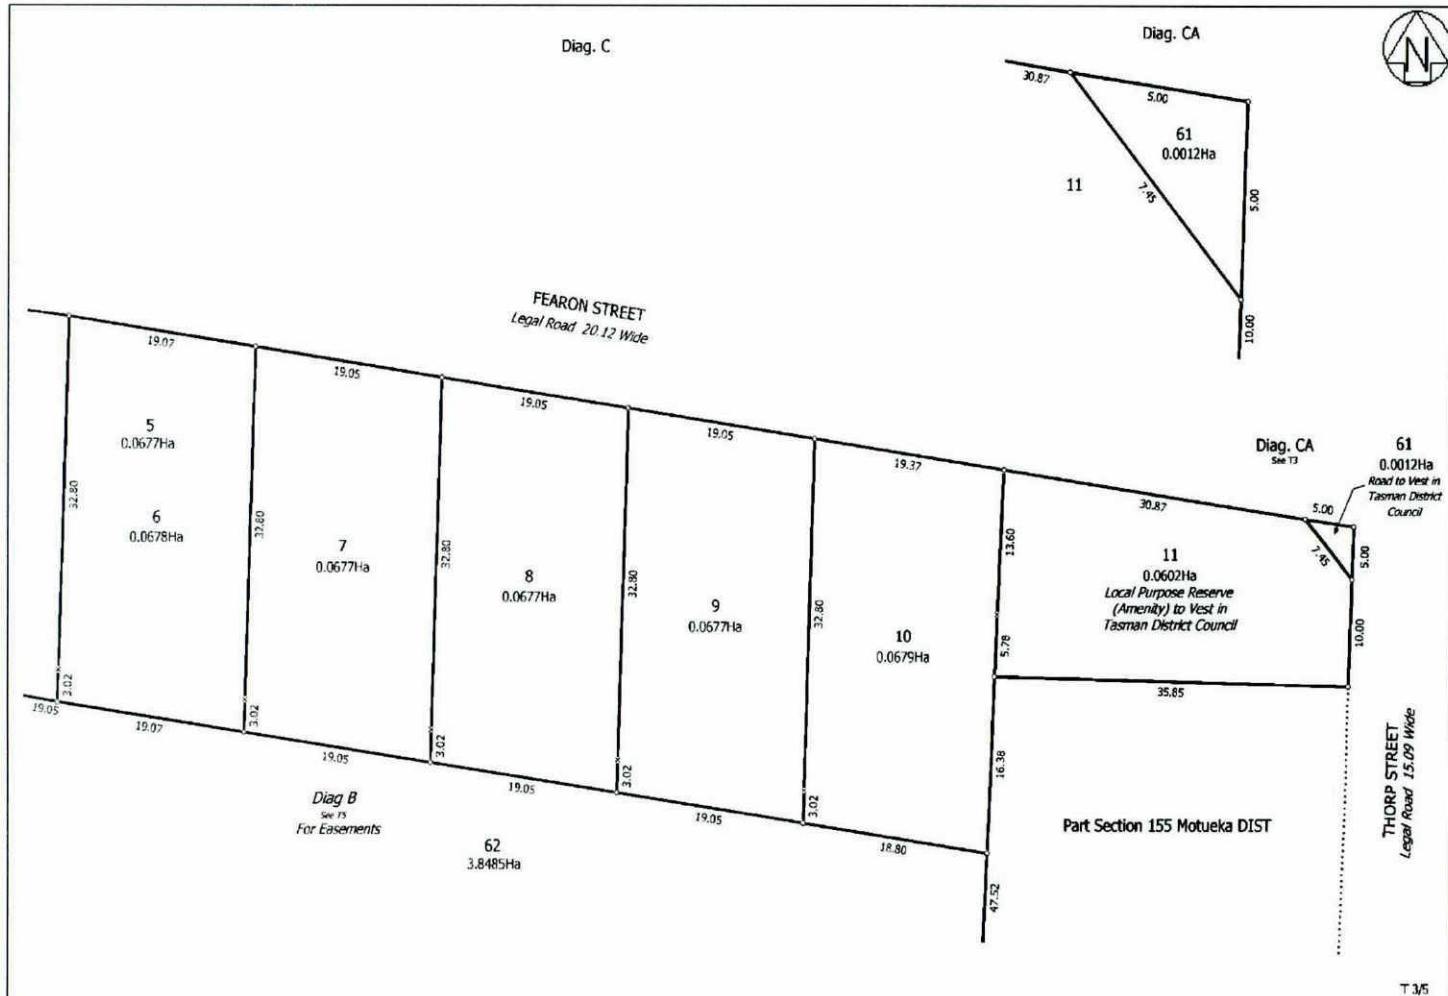 Diag. C
Diag. CA
N
30.87
5.00
61
0.0012Ha
11
7.45
5.00
10.00
FEARON STREET
Legal Road 20.12 Wide
19.07
19.05
19.05
19.05
19.37
30.87
Diag. CA
See T3
61
0.0012Ha
Road to Vest in
Tasman District
Council
5.00
7.45
5.00
10.00
5
0.0677Ha
6
0.0678Ha
7
0.0677Ha
8
0.0677Ha
9
0.0677Ha
10
0.0679Ha
11
0.0602Ha
Local Purpose Reserve
(Amenity) to Vest in
Tasman District Council
32.80
32.80
32.80
32.80
32.80
13.60
5.78
35.85
16.38
3.02
3.02
3.02
3.02
3.02
19.05
19.07
19.05
19.05
19.05
18.80
47.52
Diag B
See T5
For Easements
62
3.8485Ha
Part Section 155 Motueka DIST
THORP STREET
Legal Road 15.09 Wide
T 3/5